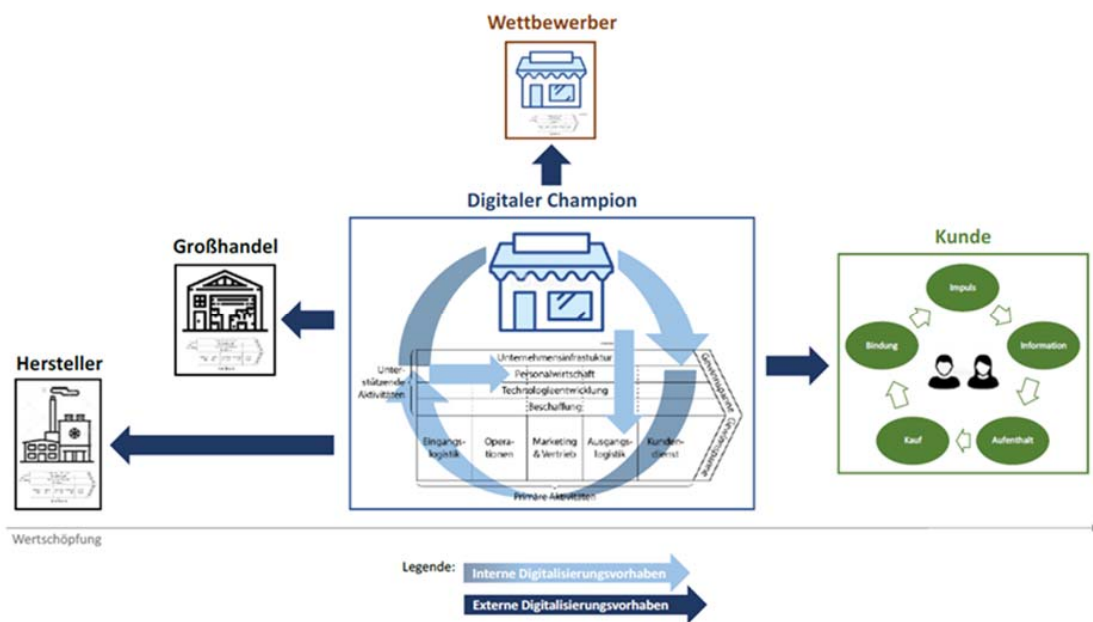 Wettbewerber
Digitaler Champion
Großhandel
Kunde
Hersteller
Impuls
Bindung
Information
Kauf
Aufenthalt
Unternehmensinfrastuktur
Personalwirtschaft
Technologieentwicklung
Beschaffung
Unter-
stützende
Aktivitäten
Gewinnspanne
Gewinnspanne
Eingangs-
logistik
Opera-
tionen
Marketing
& Vertrieb
Ausgangs-
logistik
Kunden-
dienst
Primäre Aktivitäten
Wertschöpfung
Legende:
Interne Digitalisierungsvorhaben
Externe Digitalisierungsvorhaben